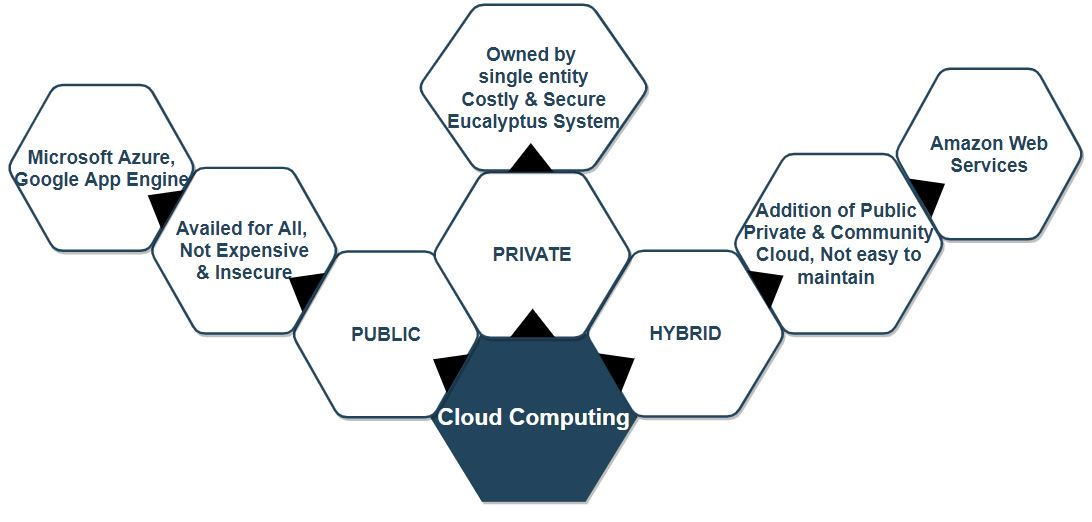 Owned by
single entity
Costly & Secure
Eucalyptus System
Microsoft Azure,
Google App Engine
Amazon Web
Services
Availed for All,
Not Expensive
& Insecure
Addition of Public
Private & Community
Cloud, Not easy to
maintain
PRIVATE
PUBLIC
HYBRID
Cloud Computing